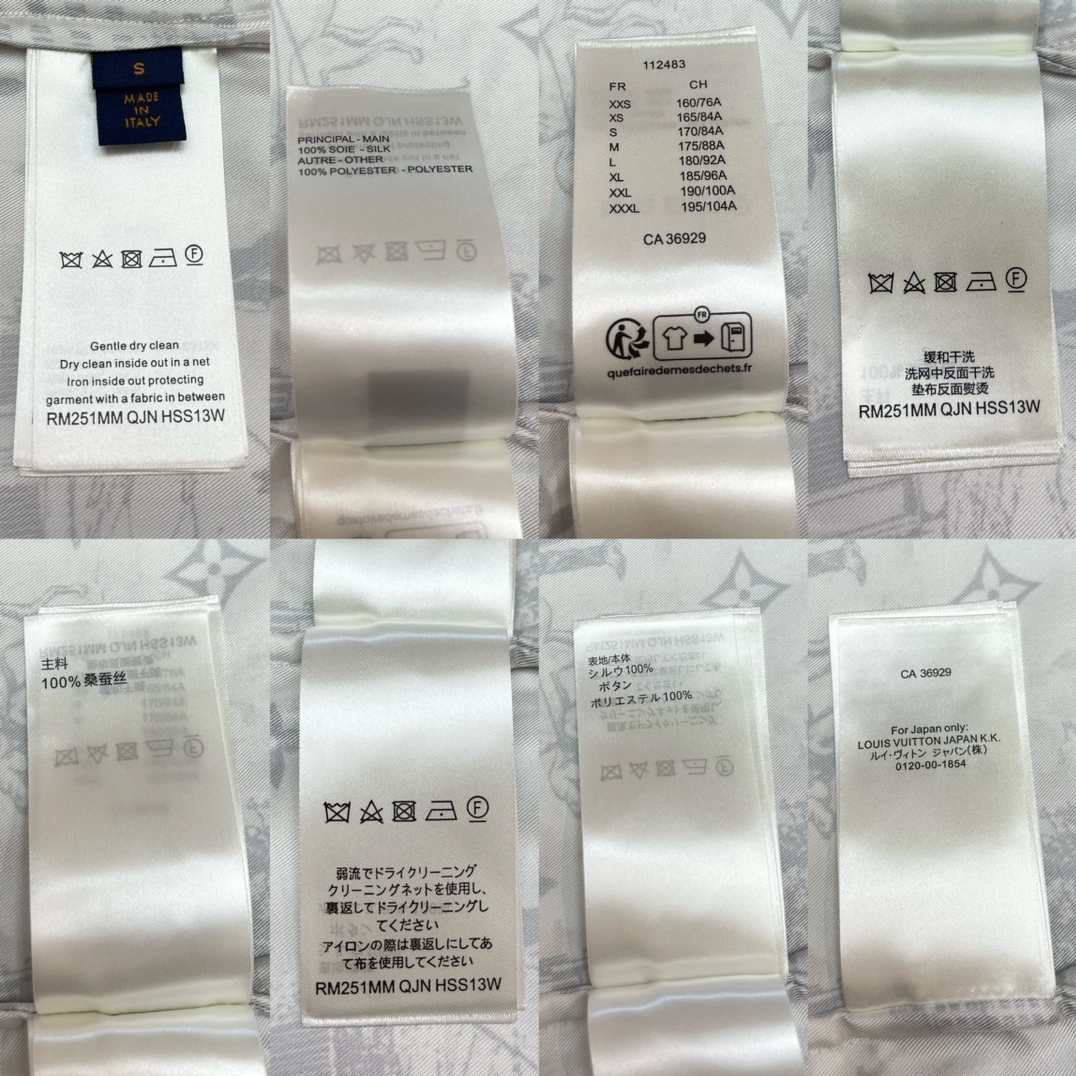 S
MADE
IN
ITALY
F
Gentle dry clean
Dry clean inside out in a net
Iron inside out protecting
garment with a fabric in between
RM251MM QJN HSS13W
PRINCIPAL - MAIN
100% SOIE - SILK
AUTRE - OTHER
100% POLYESTER - POLYESTER
112483
FR CH
XXS 160/76A
XS 165/84A
S 170/84A
M 175/88A
L 180/92A
XL 185/96A
XXL 190/100A
XXXL 195/104A
CA 36929
FR
quefairedemesdechets.fr
F
缓和干洗
洗网中反面干洗
垫布反面熨烫
RM251MM QJN HSS13W
主料
100% 桑蚕丝
F
弱流でドライクリーニング
クリーニングネットを使用し、
裏返してドライクリーニングし
てください
アイロンの際は裏返しにしてあ
て布を使用してください
RM251MM QJN HSS13W
表地/本体
シルク100%
ボタン
ポリエステル 100%
CA 36929
For Japan only:
LOUIS VUITTON JAPAN K.K.
ルイ・ヴィトン ジャパン(株)
0120-00-1854